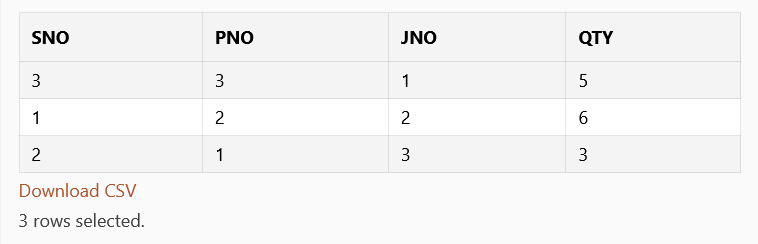 SNO PNO JNO QTY
3 3 1 5
1 2 2 6
2 1 3 3
Download CSV
3 rows selected.